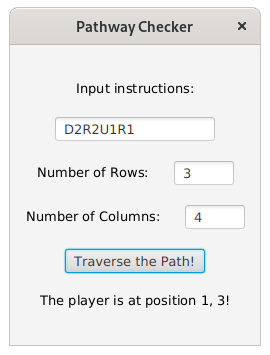 Pathway Checker
×
Input instructions:
D2R2U1R1
Number of Rows: 3
Number of Columns: 4
Traverse the Path!
The player is at position 1, 3!